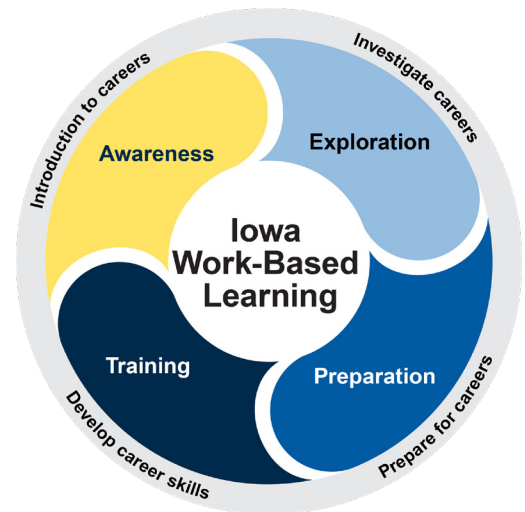 Introduction to careers
Investigate careers
Awareness
Exploration
Iowa
Work-Based
Learning
Training
Preparation
Develop career skills
Prepare for careers